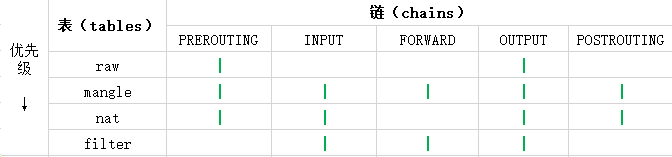 优先级
↓
表（tables）
链（chains）
PREROUTING INPUT FORWARD OUTPUT POSTROUTING
raw | |
mangle | | | | |
nat | | | |
filter | | |